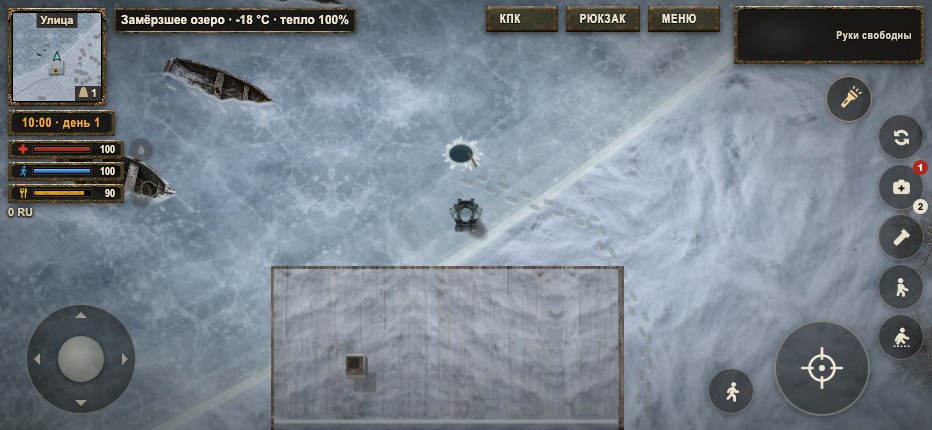 Улица
Замёрзшее озеро · -18 °C · тепло 100%
КПК
РЮКЗАК
МЕНЮ
Руки свободны
1
10:00 · день 1
100
100
90
0 RU
1
2